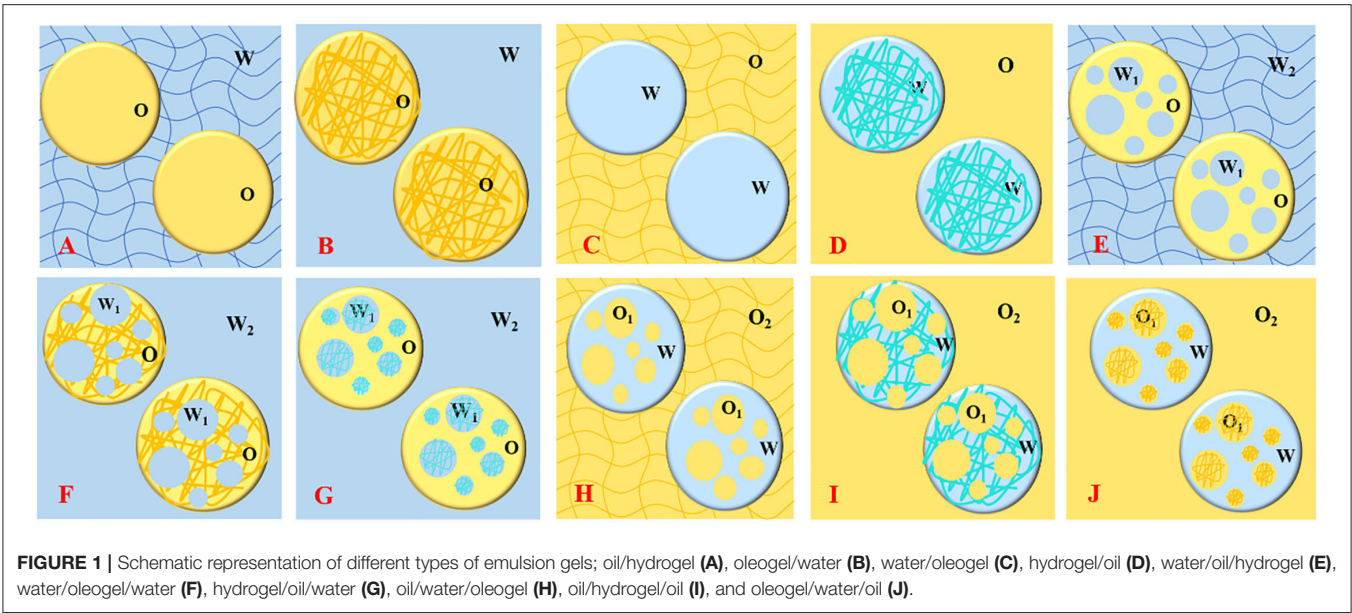 W
O
O
A
W
O
O
B
O
W
W
C
O
W
W
D
W2
W1
O
W1
O
E
W2
W1
O
W1
O
F
W2
W1
O
W1
O
G
O2
O1
W
O1
W
H
O2
O1
W
O1
W
I
O2
O1
W
O1
W
J
FIGURE 1 | Schematic representation of different types of emulsion gels; oil/hydrogel (A), oleogel/water (B), water/oleogel (C), hydrogel/oil (D), water/oil/hydrogel (E),
water/oleogel/water (F), hydrogel/oil/water (G), oil/water/oleogel (H), oil/hydrogel/oil (I), and oleogel/water/oil (J).